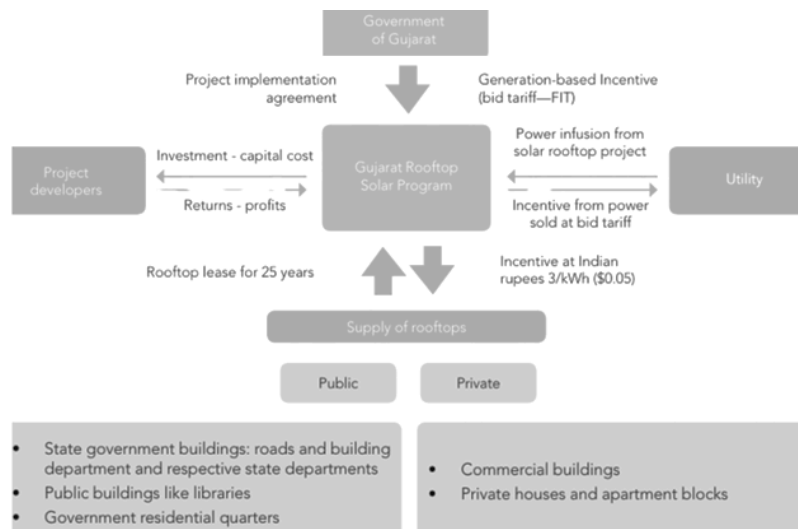 Government
of Gujarat
Project implementation
agreement
Generation-based Incentive
(bid tariff—FIT)
Project
developers
Investment - capital cost
Returns - profits
Gujarat Rooftop
Solar Program
Power infusion from
solar rooftop project
Incentive from power
sold at bid tariff
Utility
Rooftop lease for 25 years
Incentive at Indian
rupees 3/kWh ($0.05)
Supply of rooftops
Public
Private
• State government buildings: roads and building
department and respective state departments
• Public buildings like libraries
• Government residential quarters
• Commercial buildings
• Private houses and apartment blocks